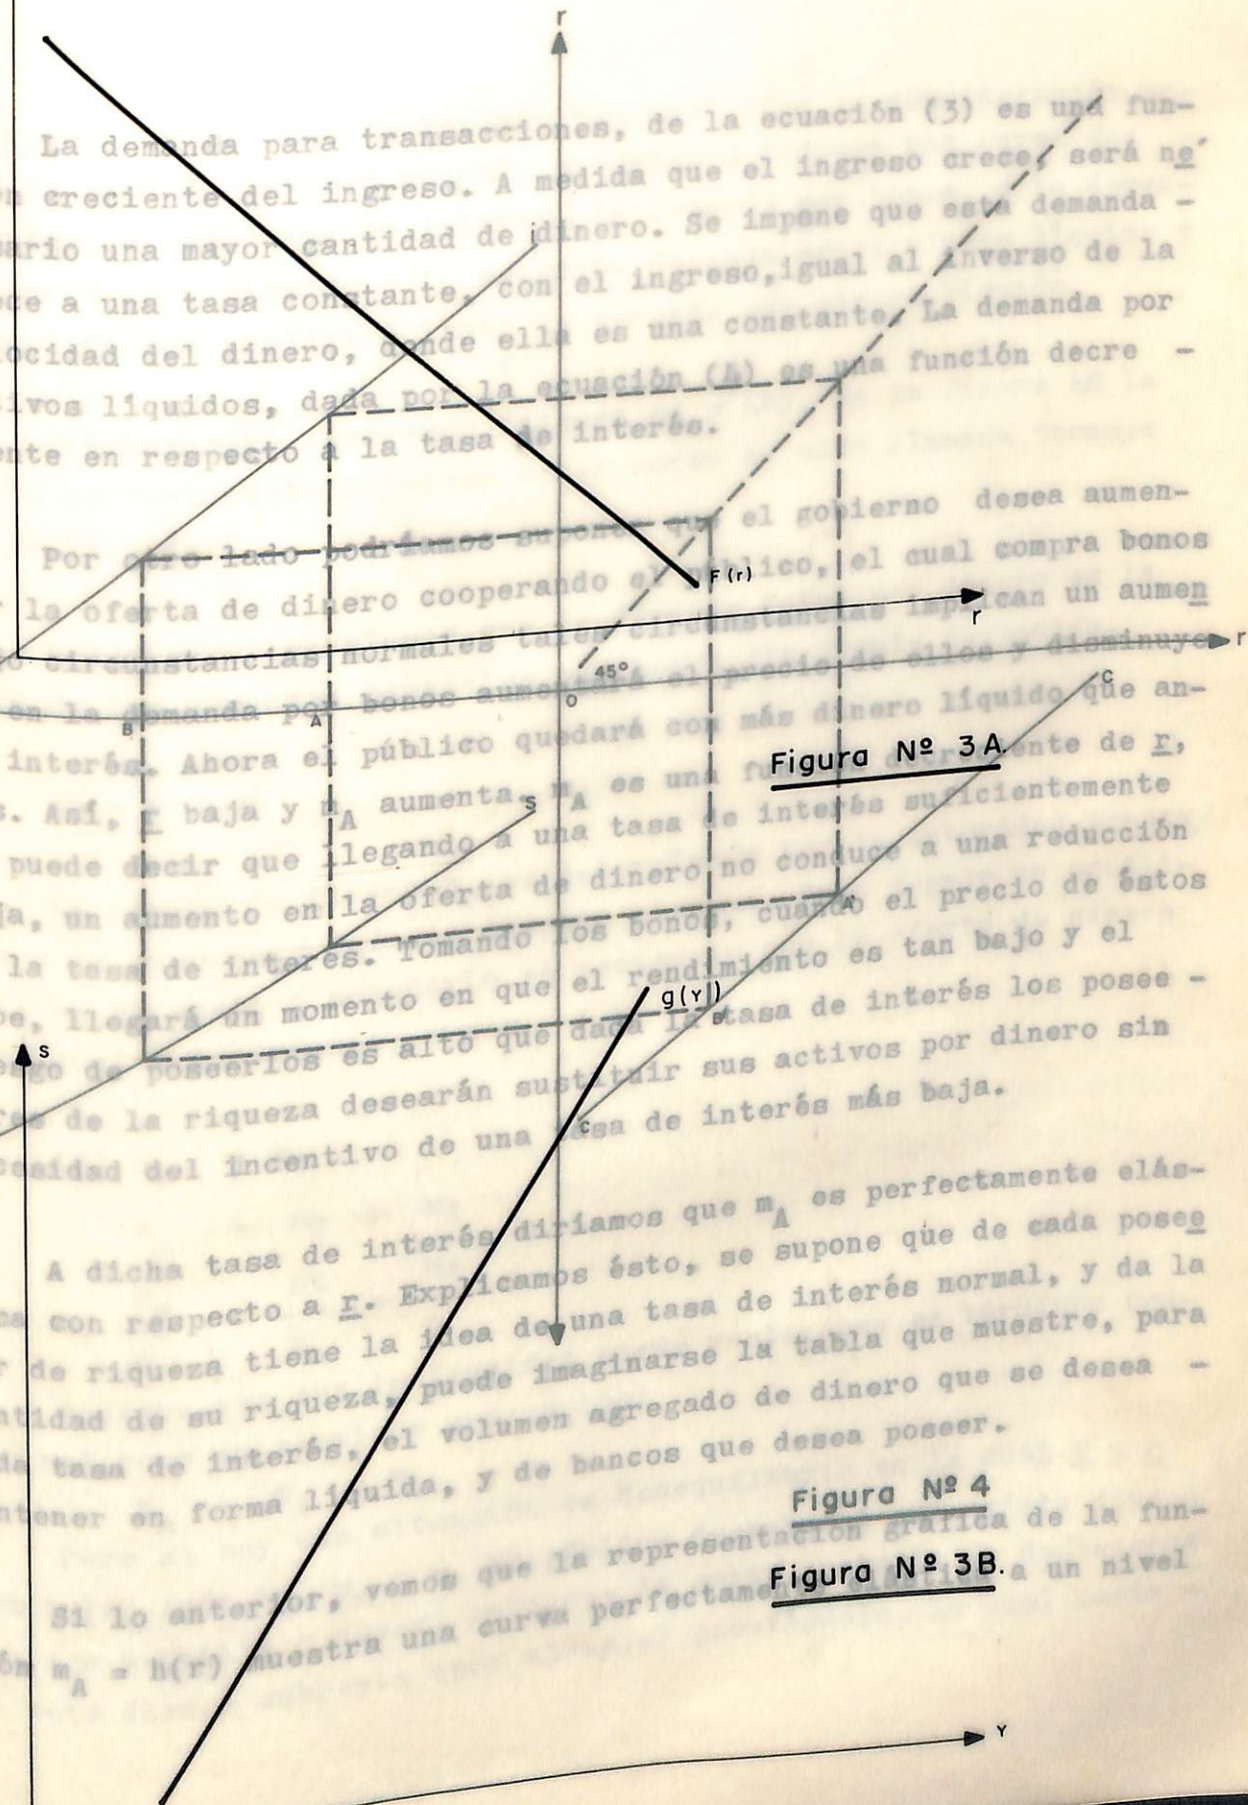 r
La demanda para transacciones, de la ecuación (3) es una fun-
creciente del ingreso. A medida que el ingreso crece, será ne
ario una mayor cantidad de dinero. Se impone que esta demanda -
ce a una tasa constante, con el ingreso, igual al inverso de la
ocidad del dinero, donde ella es una constante. La demanda por
ivos líquidos, dada por la ecuación (4) es una función decre -
nte en respecto a la tasa de interés.
i
Por otro lado podríamos suponer que el gobierno desea aumen-
la oferta de dinero cooperando el público, el cual compra bonos
F(r)
circunstancias normales tales circunstancias implican un aumen
r
r
45º
en la demanda por bonos aumentará el precio de ellos y disminuye
B A O C
interés. Ahora el público quedará con más dinero líquido que an-
Figura Nº 3A.
s. Así, r baja y mA aumenta, mA es una decreciente de r,
S
puede decir que llegando a una tasa de interés suficientemente
ja, un aumento en la oferta de dinero no conduce a una reducción
A'
la tasa de interés. Tomando los bonos, cuando el precio de éstos
be, llegará un momento en que el rendimiento es tan bajo y el
g(Y)
B'
S
esgo de poseerlos es alto que dada la tasa de interés los posee -
res de la riqueza desearán sustituir sus activos por dinero sin
C
cesidad del incentivo de una tasa de interés más baja.
A dicha tasa de interés diríamos que mA es perfectamente elás-
ca con respecto a r. Explicamos ésto, se supone que de cada posee
r de riqueza tiene la idea de una tasa de interés normal, y da la
ntidad de su riqueza, puede imaginarse la tabla que muestre, para
da tasa de interés, el volumen agregado de dinero que se desea -
ntener en forma líquida, y de bancos que desea poseer.
Figura Nº 4
Si lo anterior, vemos que la representación gráfica de la fun-
Figura Nº 3B.
ón mA = h(r) muestra una curva perfectamente elástica a un nivel
Y